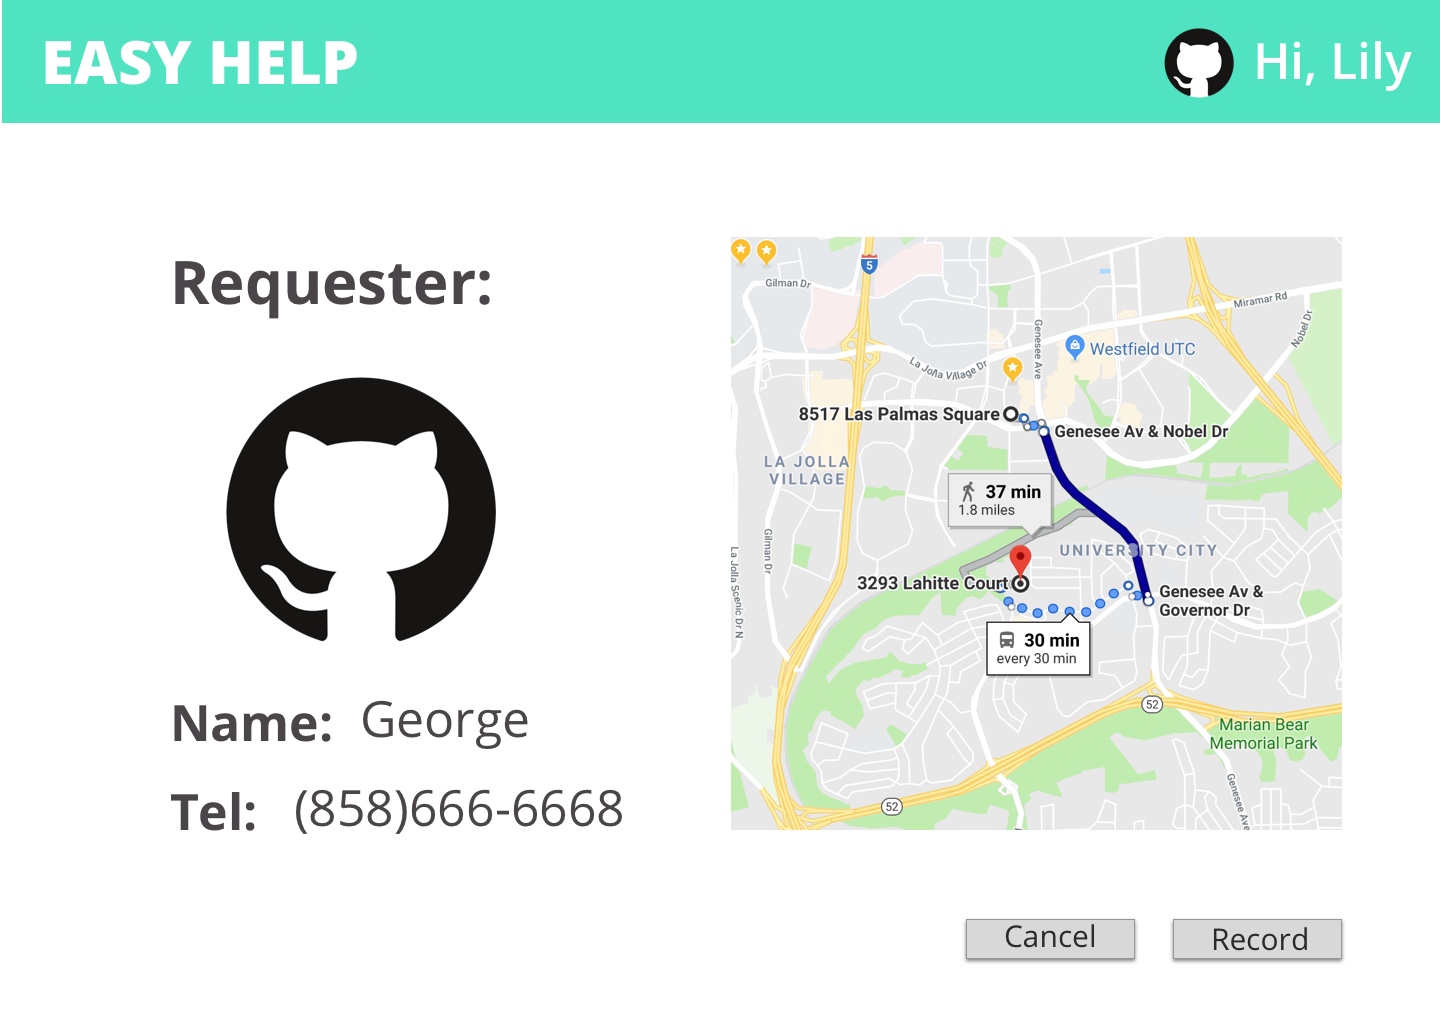 EASY HELP
Hi, Lily
Requester:
Name: George
Tel: (858)666-6668
5
Gilman Dr
Miramar Rd
Nobel Dr
Genesee Ave
Westfield UTC
La Jolla Village Dr
8517 Las Palmas Square
Genesee Av & Nobel Dr
LA JOLLA
VILLAGE
37 min
1.8 miles
Gilman Dr
La Jolla Scenic Dr N
UNIVERSITY CITY
3293 Lahitte Court
Genesee Av &
Governor Dr
30 min
every 30 min
52
Marian Bear
Memorial Park
Genesee Ave
52
Cancel
Record